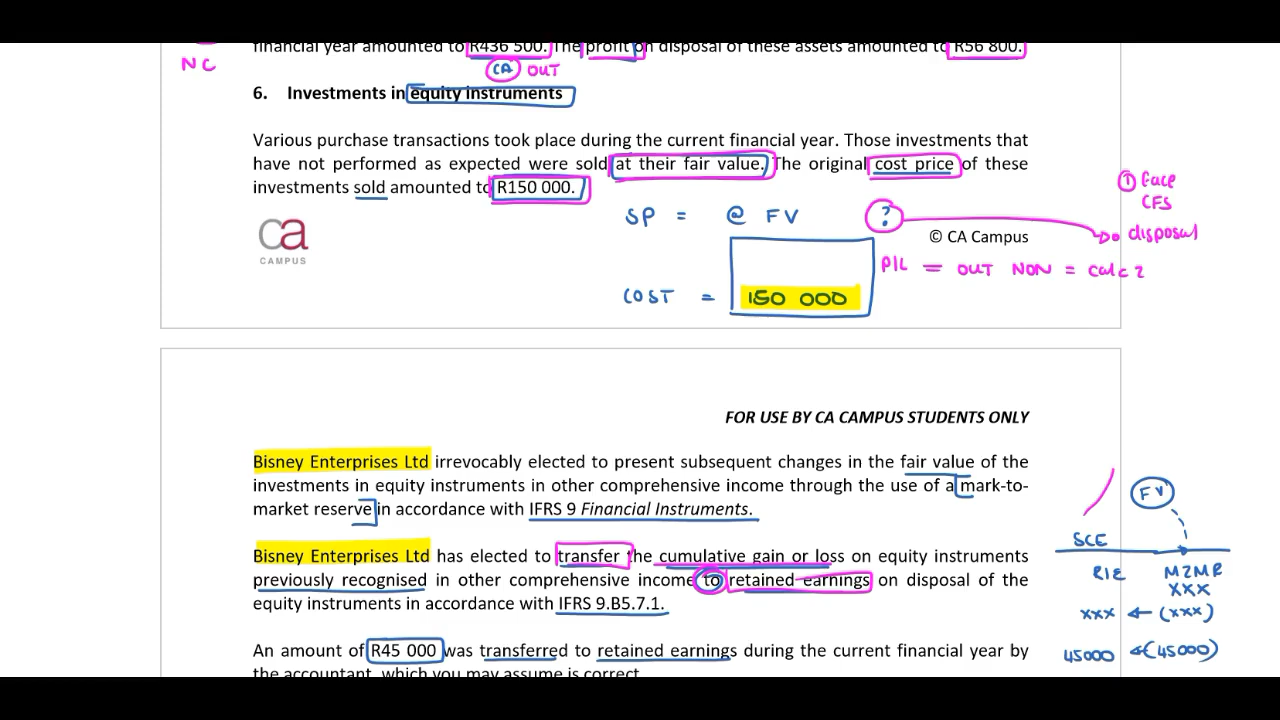 financial year amounted to R436 500. The profit on disposal of these assets amounted to R56 800.
NC
CA OUT
6. Investments in equity instruments
Various purchase transactions took place during the current financial year. Those investments that
have not performed as expected were sold at their fair value. The original cost price of these
investments sold amounted to R150 000.
① face
CFS
• disposal
SP = @ FV ?
ca
CAMPUS
© CA Campus
P/L = OUT NON = calc 2
COST = 150 000
FOR USE BY CA CAMPUS STUDENTS ONLY
Bisney Enterprises Ltd irrevocably elected to present subsequent changes in the fair value of the
investments in equity instruments in other comprehensive income through the use of a mark-to-
market reserve in accordance with IFRS 9 Financial Instruments.
FV
SCE
Bisney Enterprises Ltd has elected to transfer the cumulative gain or loss on equity instruments
previously recognised in other comprehensive income to retained earnings on disposal of the
equity instruments in accordance with IFRS 9.B5.7.1.
R/E M2MR
XXX
XXX ← (XXX)
An amount of R45 000 was transferred to retained earnings during the current financial year by
the accountant, which you may assume is correct.
45000 ← (45000)